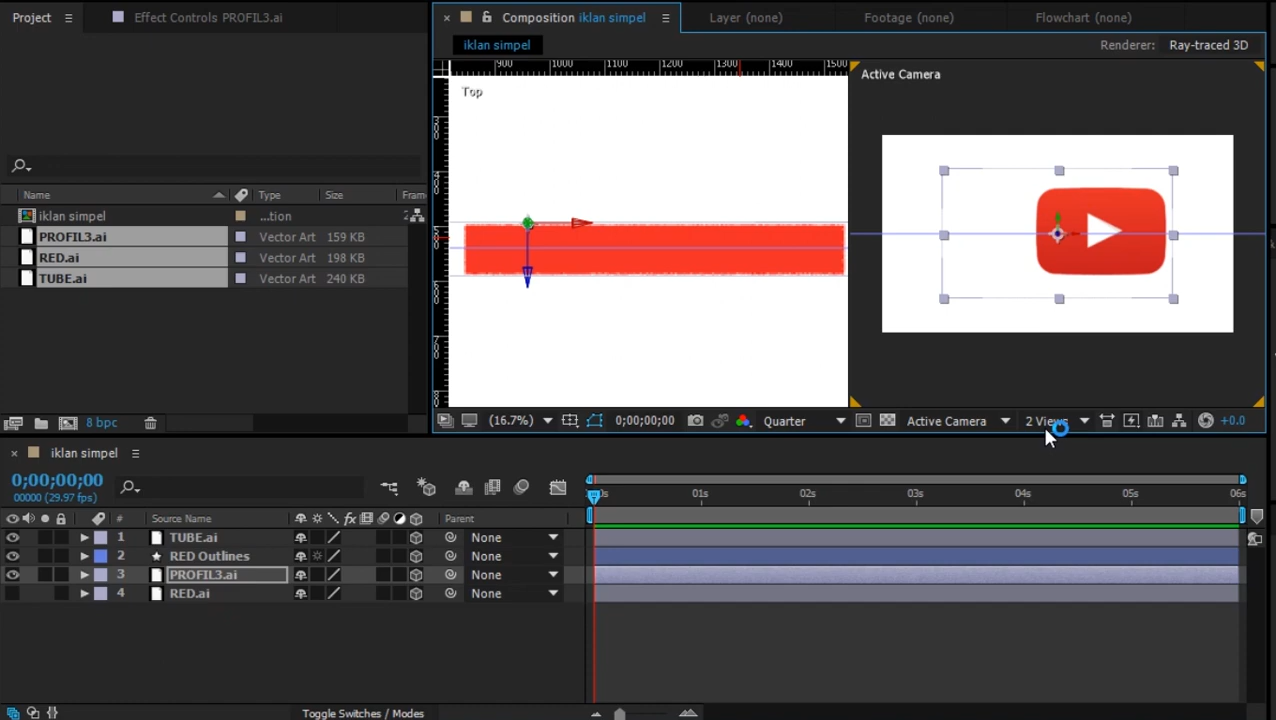 Project
Effect Controls PROFIL3.ai
× Composition iklan simpel
Layer (none)
Footage (none)
Flowchart (none)
iklan simpel
Renderer: Ray-traced 3D
900 1000 1100 1200 1300 1400 1500
Top
Active Camera
Name Type Size Fram
iklan simpel ...tion
PROFIL3.ai Vector Art 159 KB
RED.ai Vector Art 198 KB
TUBE.ai Vector Art 240 KB
8 bpc
(16.7%) 0;00;00;00 Quarter Active Camera 2 Views +0.0
× iklan simpel
0;00;00;00
00000 (29.97 fps)
0s 01s 02s 03s 04s 05s 06s
# Source Name fx Parent
1 TUBE.ai None
2 RED Outlines None
3 PROFIL3.ai None
4 RED.ai None
Toggle Switches / Modes